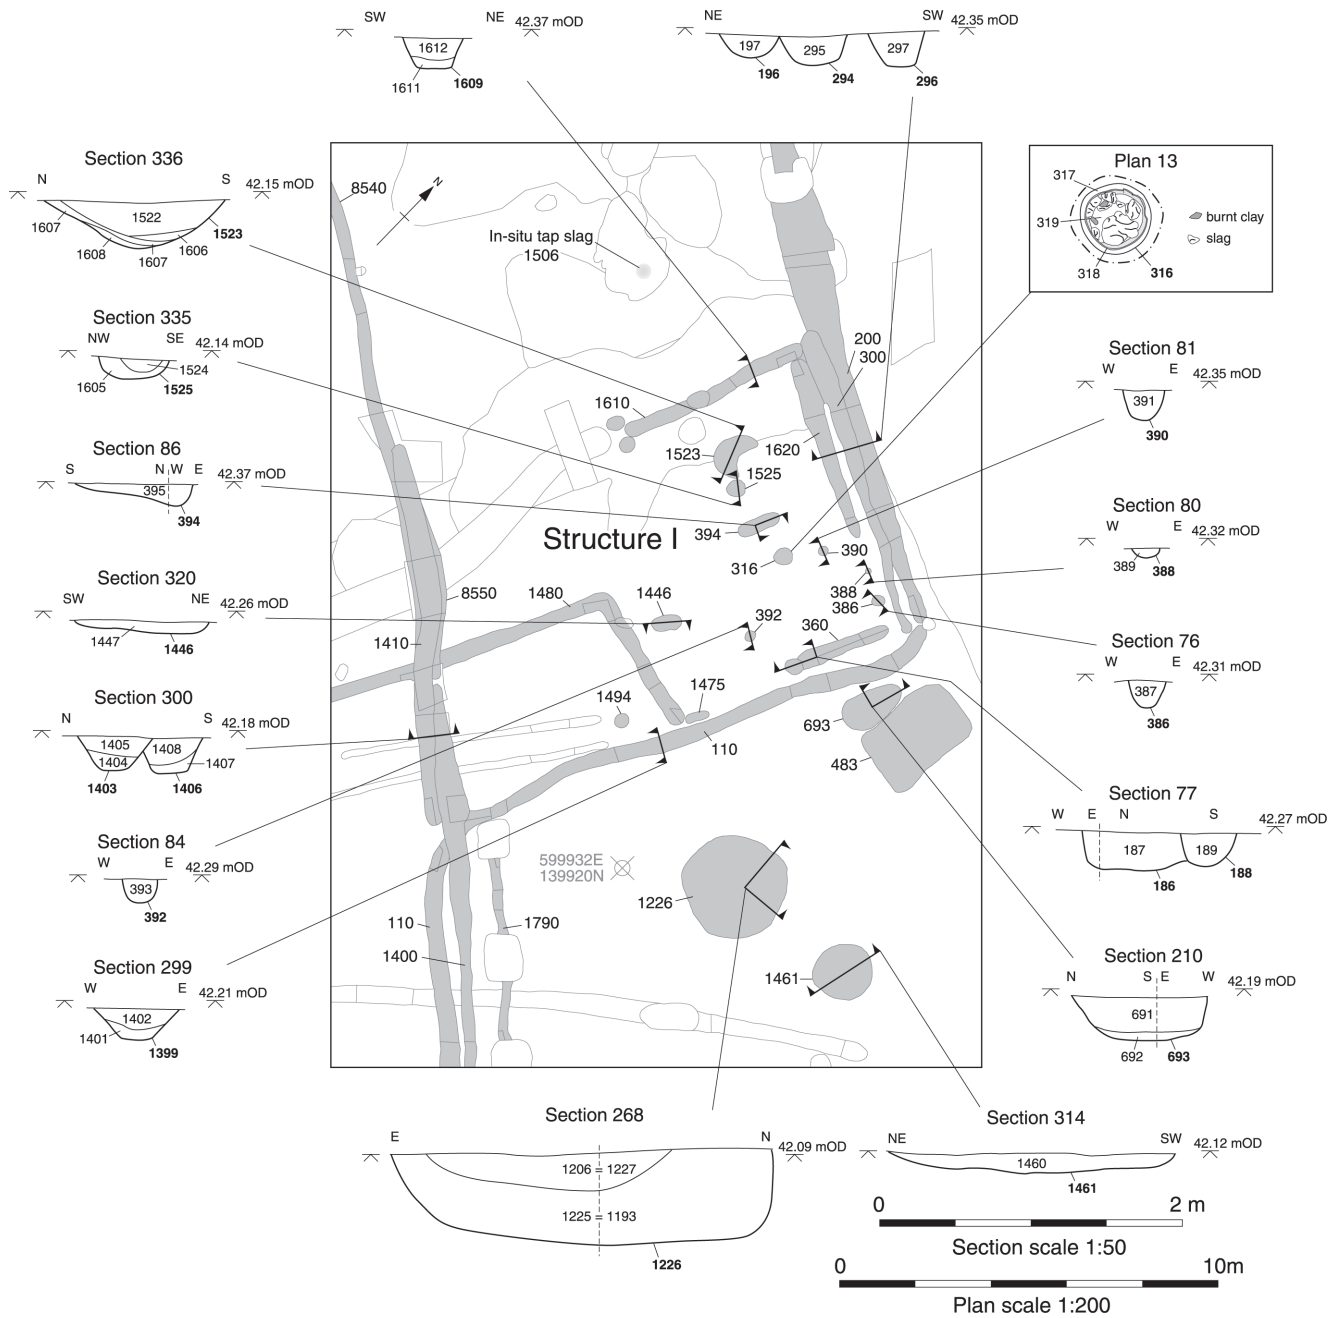 SW NE 42.37 mOD
1612
1611 1609
NE SW 42.35 mOD
197 295 297
196 294 296
Section 336
N S 42.15 mOD
1522
1607 1523
1608 1606
1607
Section 335
NW SE 42.14 mOD
1524
1605 1525
Section 86
S N W E 42.37 mOD
395
394
Section 320
SW NE 42.26 mOD
1447 1446
Section 300
N S 42.18 mOD
1405 1408
1404 1407
1403 1406
Section 84
W E 42.29 mOD
393
392
Section 299
W E 42.21 mOD
1402
1401
1399
8540
N
In-situ tap slag
1506
200
300
1610
1523
1620
1525
394
Structure I
316
390
388
386
8550
1480
1446
392
360
1410
1494
1475
693
110
483
599932E
139920N
1226
110
1790
1400
1461
Plan 13
317
319
burnt clay
slag
318 316
Section 81
W E 42.35 mOD
391
390
Section 80
W E 42.32 mOD
389 388
Section 76
W E 42.31 mOD
387
386
Section 77
W E N S 42.27 mOD
187 189
186 188
Section 210
N S E W 42.19 mOD
691
692 693
Section 268
E N 42.09 mOD
1206 = 1227
1225 = 1193
1226
Section 314
NE SW 42.12 mOD
1460
1461
0 2 m
Section scale 1:50
0 10m
Plan scale 1:200